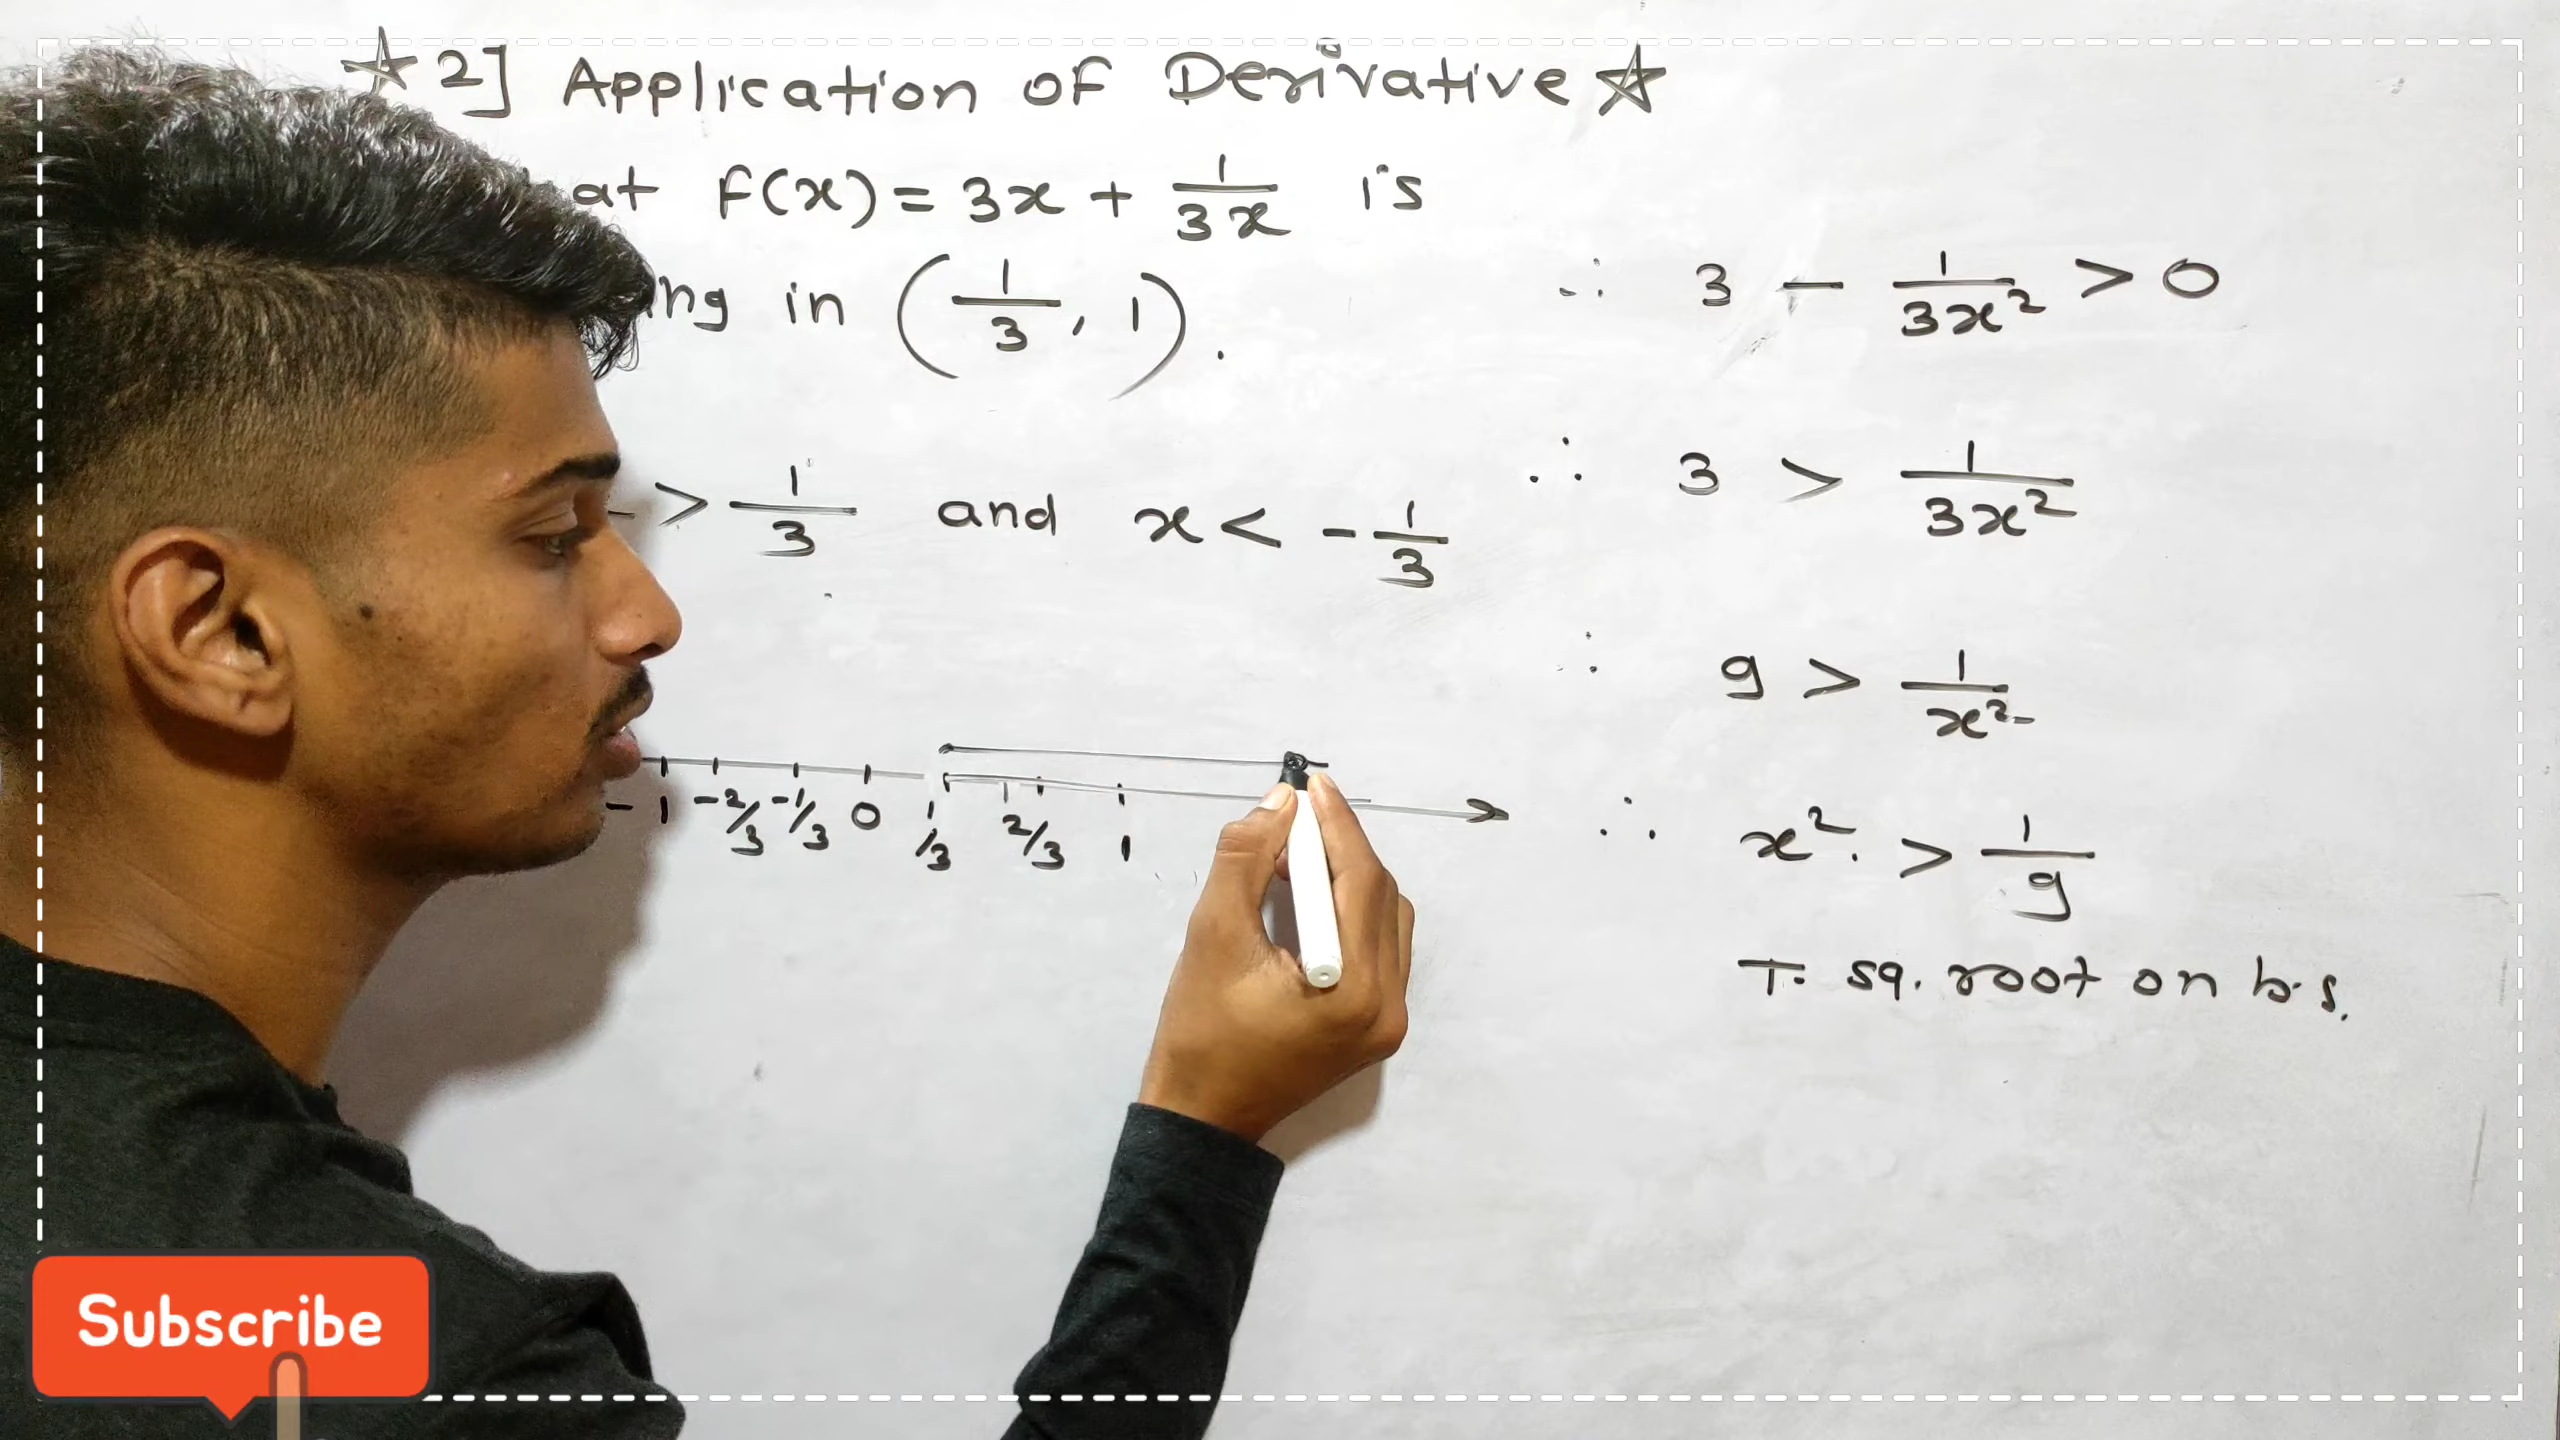 ☆ 2] Application of Derivative ☆
at F(x) = 3x + 1/3x is
ing in (1/3, 1).
> 1/3 and x < -1/3
-1 -2/3 -1/3 0 1/3 2/3 1
∴ 3 - 1/3x² > 0
∴ 3 > 1/3x²
∴ 9 > 1/x²
∴ x² > 1/9
T. sq. root on b.s.
Subscribe